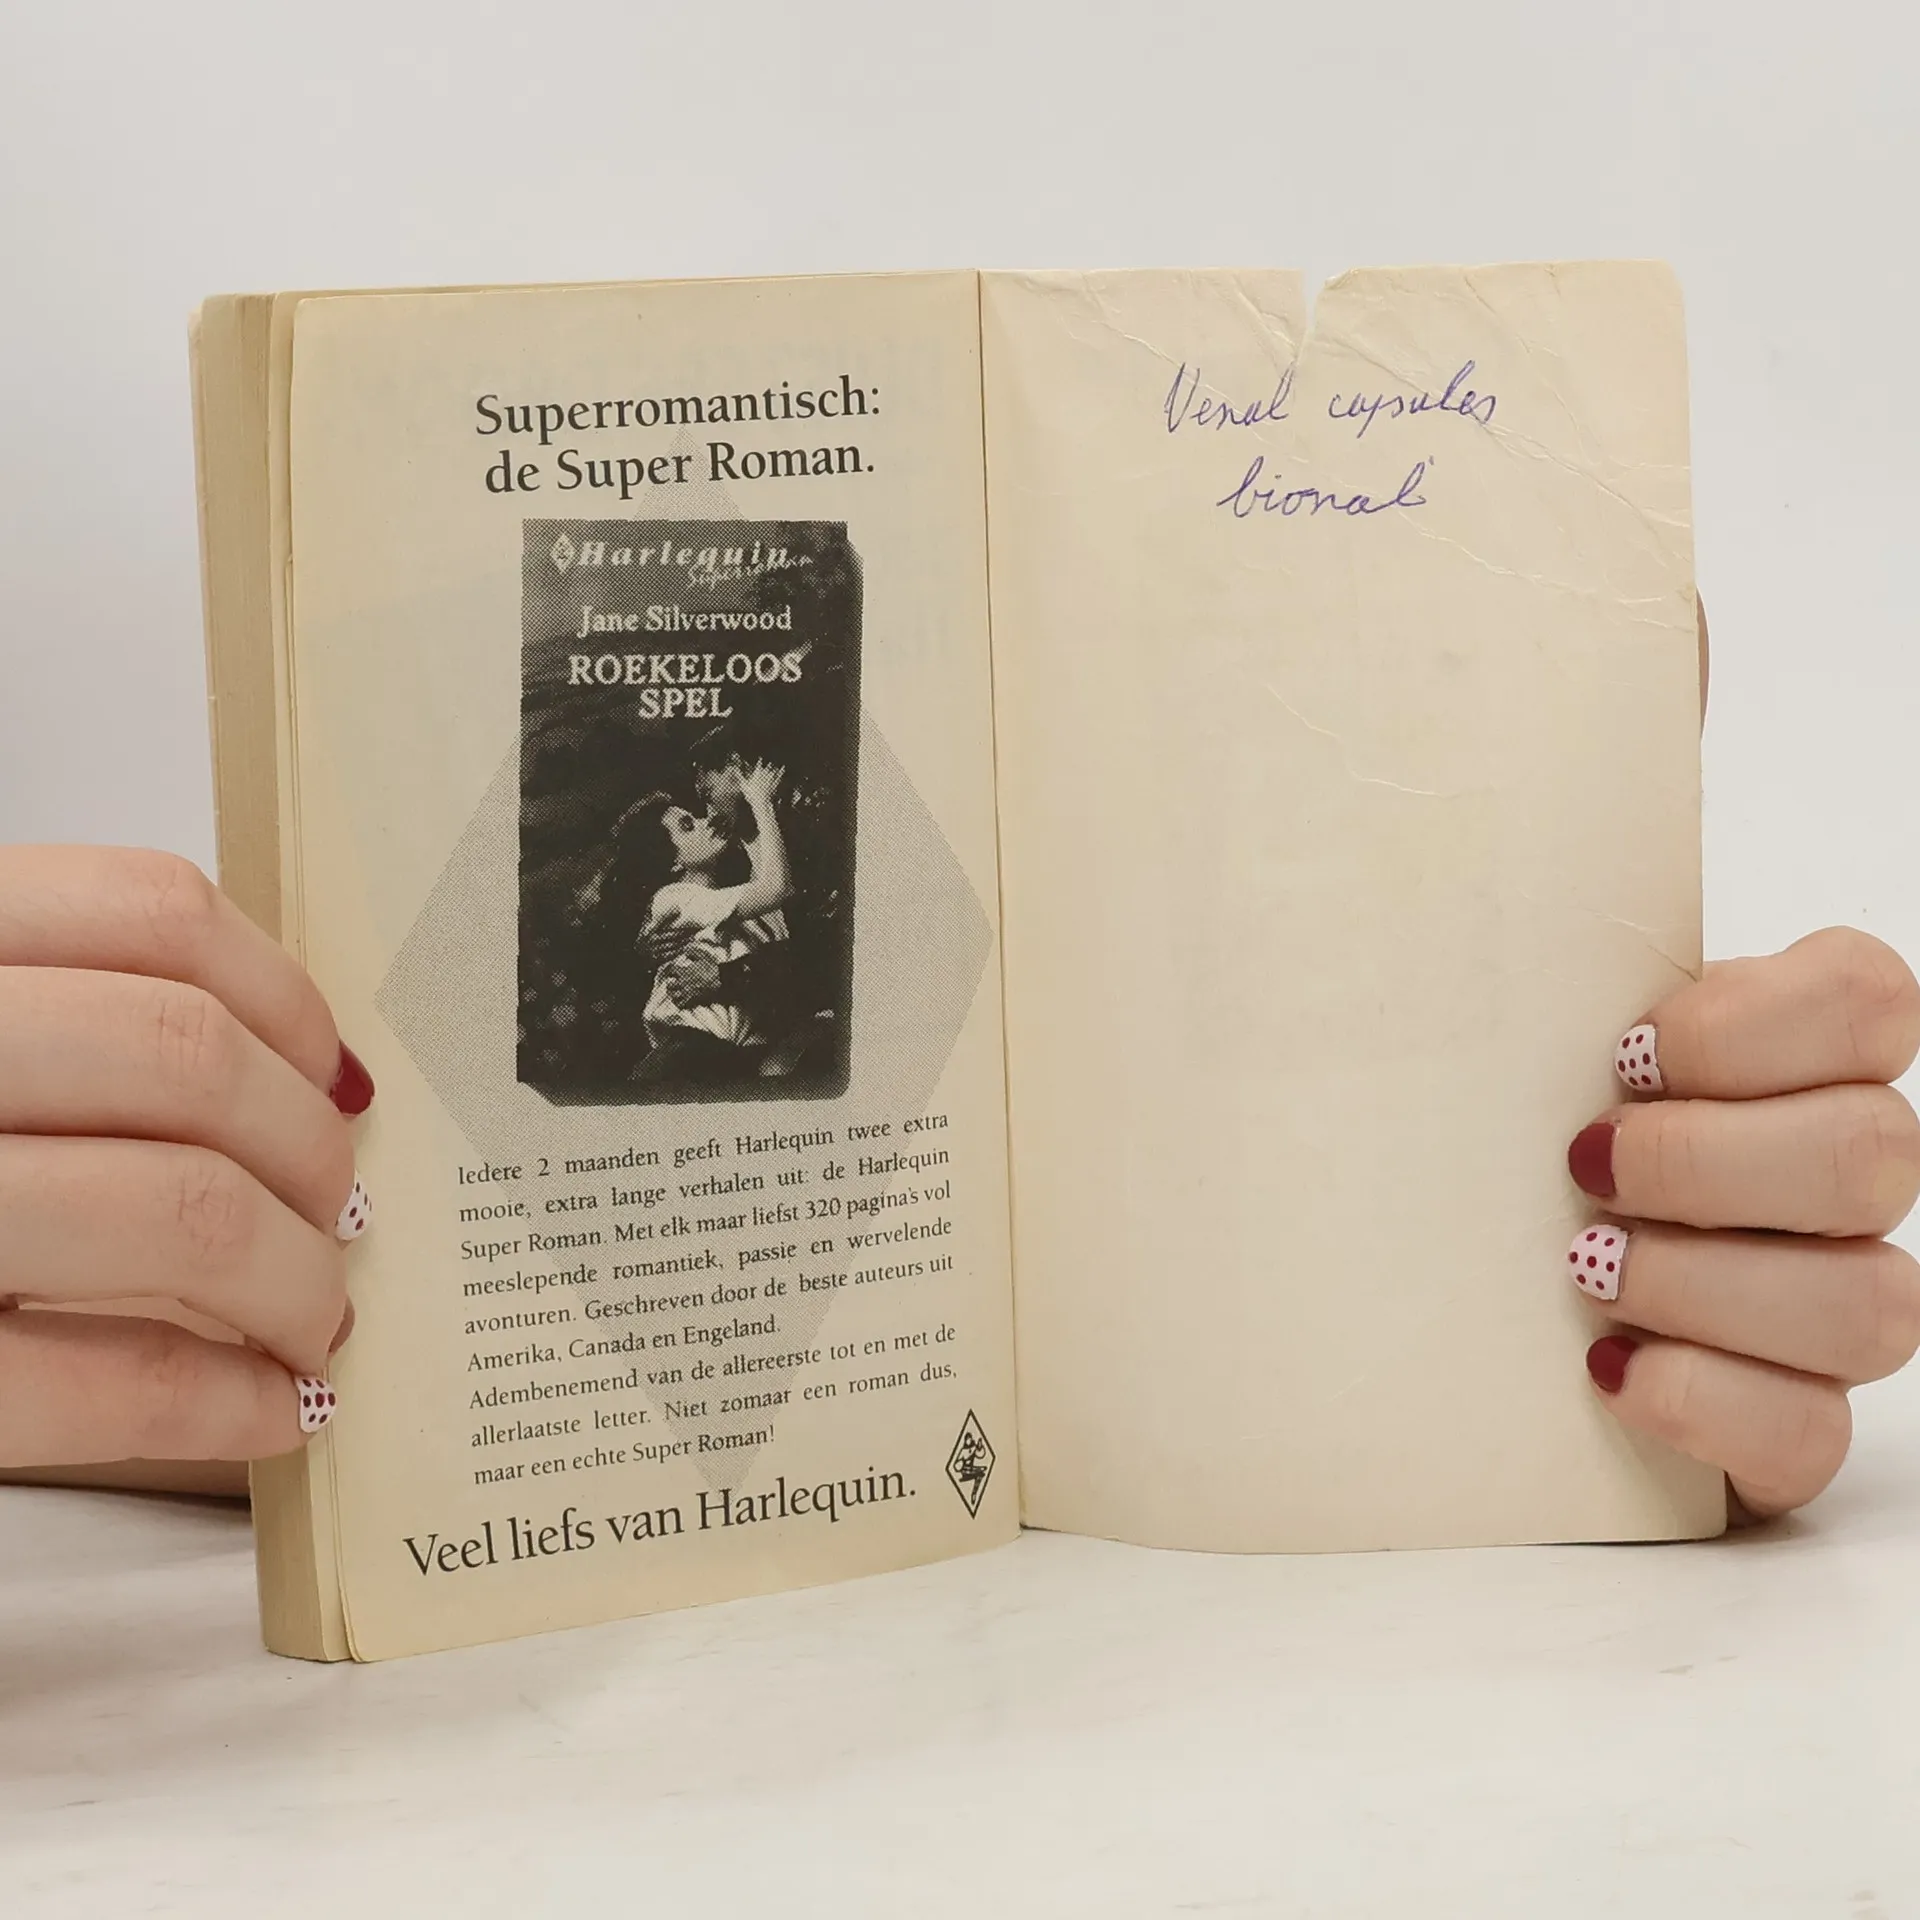 Superromantisch:
de Super Roman.
Harlequin
Superroman
Jane Silverwood
ROEKELOOS
SPEL
Iedere 2 maanden geeft Harlequin twee extra
mooie, extra lange verhalen uit: de Harlequin
Super Roman. Met elk maar liefst 320 pagina's vol
meeslepende romantiek, passie en wervelende
avonturen. Geschreven door de beste auteurs uit
Amerika, Canada en Engeland.
Adembenemend van de allereerste tot en met de
allerlaatste letter. Niet zomaar een roman dus,
maar een echte Super Roman!
Veel liefs van Harlequin.
Venal capsules
bional